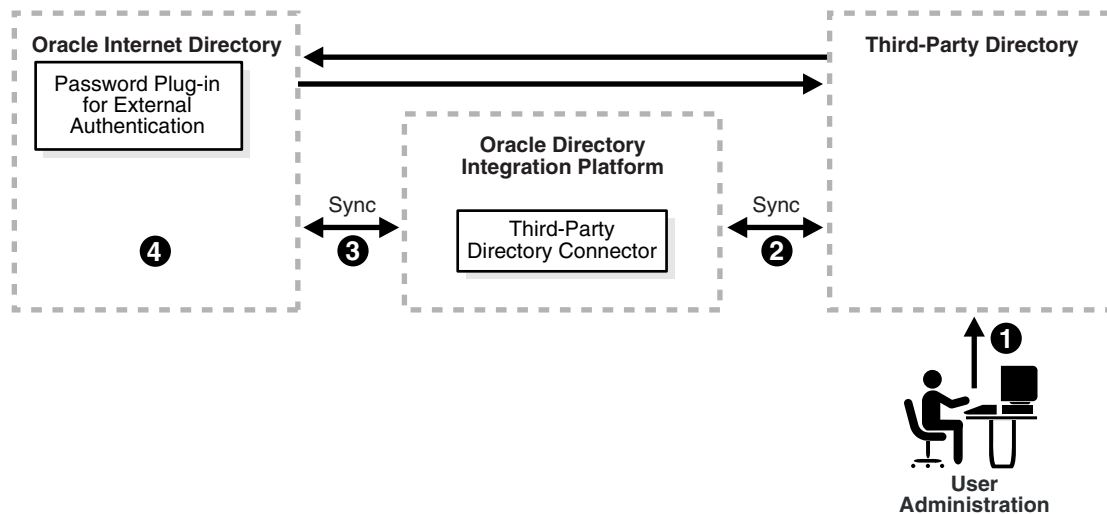 Oracle Internet Directory
Password Plug-in
for External
Authentication
Third-Party Directory
Oracle Directory
Integration Platform
Third-Party
Directory Connector
Sync
3
Sync
2
4
1
User
Administration